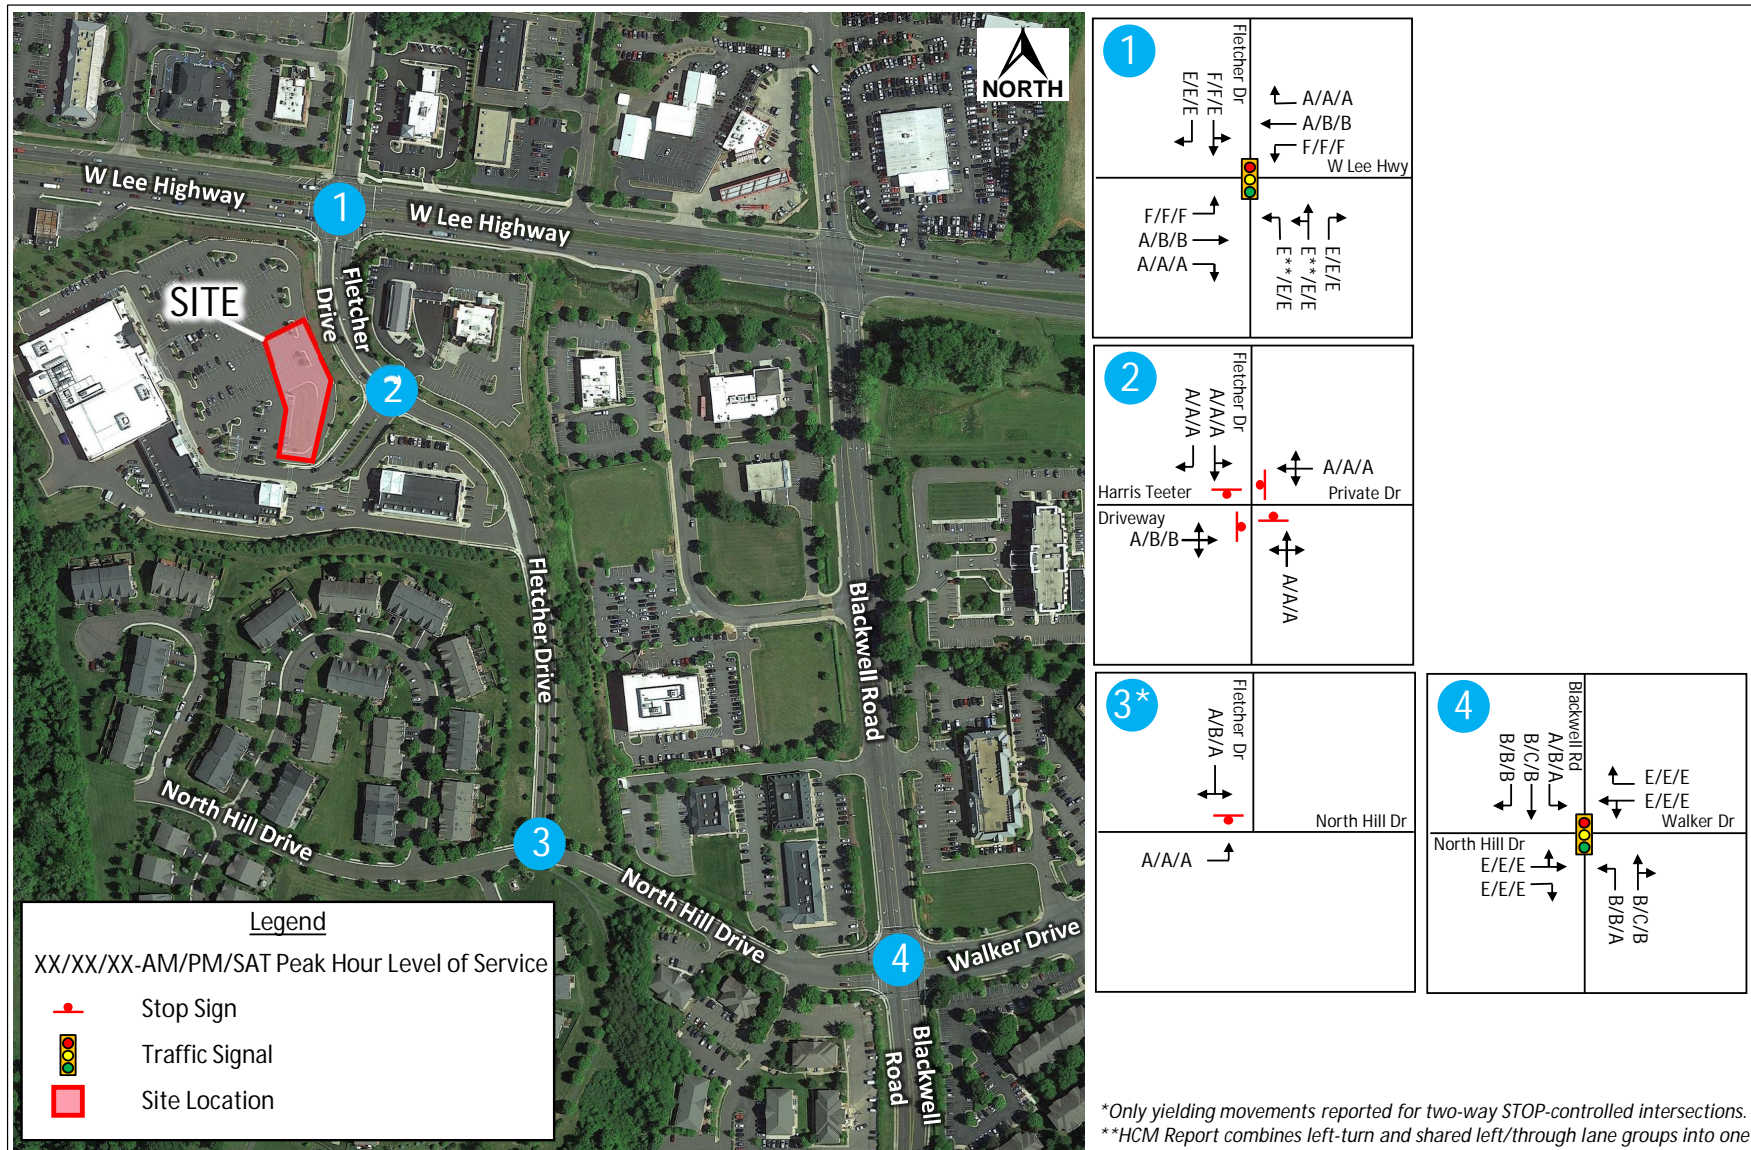 NORTH
W Lee Highway
1
W Lee Highway
SITE
Fletcher
Drive
2
Fletcher Drive
Blackwell Road
North Hill Drive
3
North Hill Drive
4
Walker Drive
Blackwell
Road
Legend
XX/XX/XX-AM/PM/SAT Peak Hour Level of Service
Stop Sign
Traffic Signal
Site Location
1
Fletcher Dr
E/E/E
F/F/E
A/A/A
A/B/B
F/F/F
W Lee Hwy
F/F/F
A/B/B
A/A/A
E**/E/E
E**/E/E
E/E/E
2
Fletcher Dr
A/A/A
A/A/A
A/A/A
Harris Teeter
Private Dr
Driveway
A/B/B
A/A/A
3*
Fletcher Dr
A/B/A
North Hill Dr
A/A/A
4
Blackwell Rd
B/B/B
B/C/B
A/B/A
E/E/E
E/E/E
Walker Dr
North Hill Dr
E/E/E
E/E/E
B/B/A
B/C/B
*Only yielding movements reported for two-way STOP-controlled intersections.
**HCM Report combines left-turn and shared left/through lane groups into one